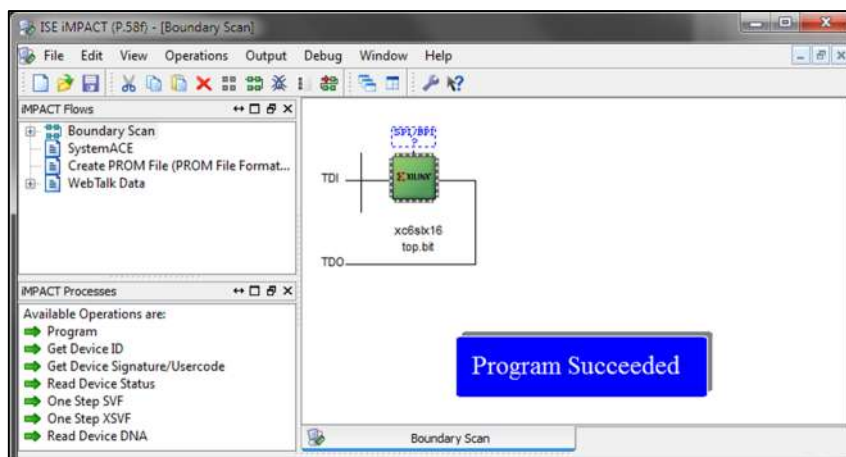 ISE iMPACT (P.58f) - [Boundary Scan]
File Edit View Operations Output Debug Window Help
iMPACT Flows
Boundary Scan
SystemACE
Create PROM File (PROM File Format...
WebTalk Data
iMPACT Processes
Available Operations are:
Program
Get Device ID
Get Device Signature/Usercode
Read Device Status
One Step SVF
One Step XSVF
Read Device DNA
SPI/BPI
?
TDI
XILINX
xc6slx16
top.bit
TDO
Program Succeeded
Boundary Scan